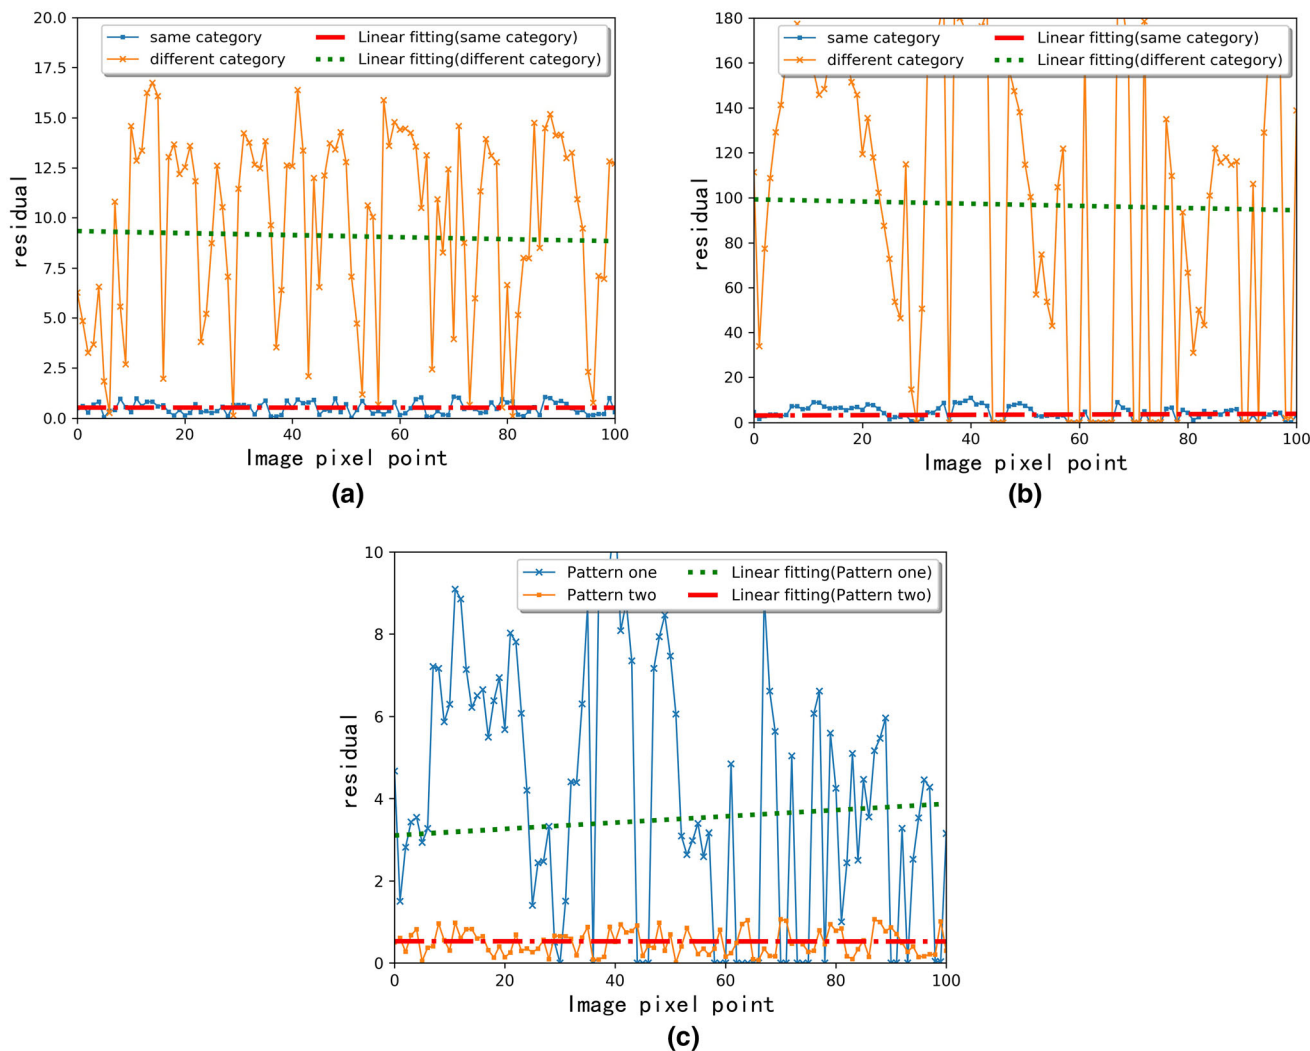 same category
different category
Linear fitting(same category)
Linear fitting(different category)
20.0
17.5
15.0
12.5
10.0
7.5
5.0
2.5
0.0
residual
0 20 40 60 80 100
Image pixel point
(a)
same category
different category
Linear fitting(same category)
Linear fitting(different category)
180
160
140
120
100
80
60
40
20
0
residual
0 20 40 60 80 100
Image pixel point
(b)
Pattern one
Pattern two
Linear fitting(Pattern one)
Linear fitting(Pattern two)
10
8
6
4
2
0
residual
0 20 40 60 80 100
Image pixel point
(c)